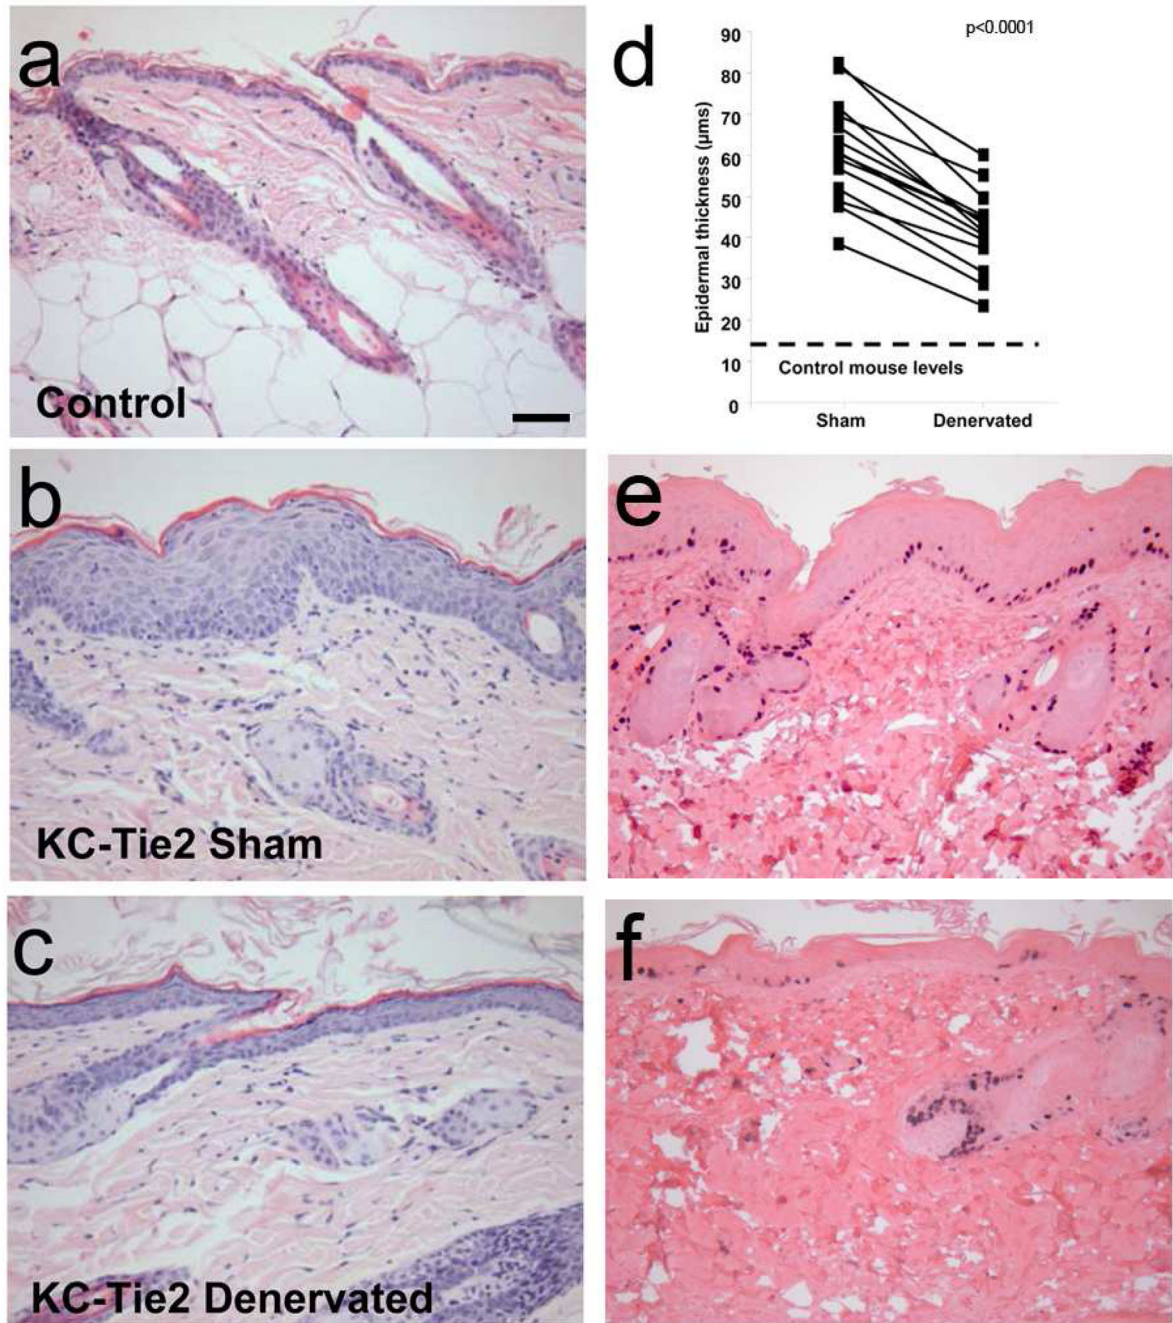 a
Control
b
KC-Tie2 Sham
c
KC-Tie2 Denervated
d
p<0.0001
Epidermal thickness (µms)
90
80
70
60
50
40
30
20
10
0
Control mouse levels
Sham
Denervated
e
f